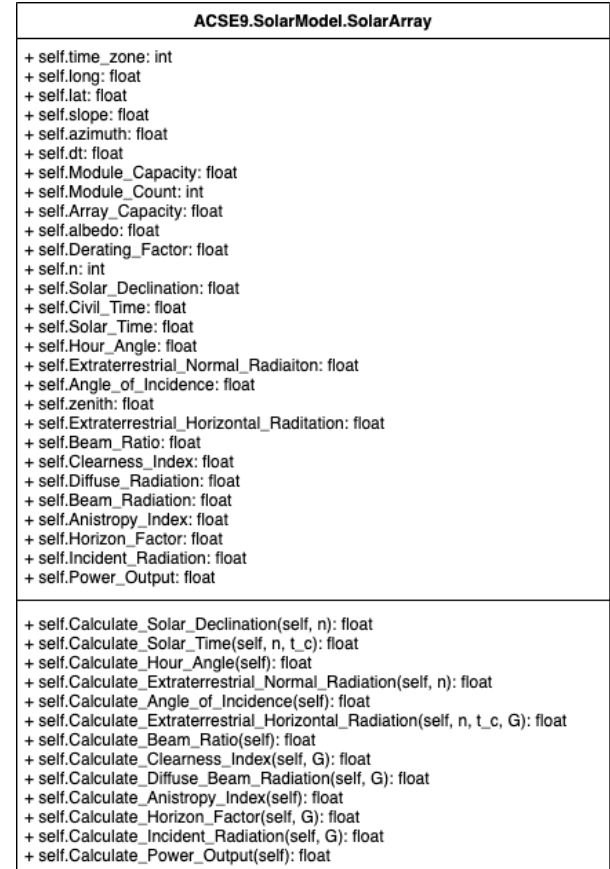 ACSE9.SolarModel.SolarArray
+ self.time_zone: int
+ self.long: float
+ self.lat: float
+ self.slope: float
+ self.azimuth: float
+ self.dt: float
+ self.Module_Capacity: float
+ self.Module_Count: int
+ self.Array_Capacity: float
+ self.albedo: float
+ self.Derating_Factor: float
+ self.n: int
+ self.Solar_Declination: float
+ self.Civil_Time: float
+ self.Solar_Time: float
+ self.Hour_Angle: float
+ self.Extraterrestrial_Normal_Radiaiton: float
+ self.Angle_of_Incidence: float
+ self.zenith: float
+ self.Extraterrestrial_Horizontal_Raditation: float
+ self.Beam_Ratio: float
+ self.Clearness_Index: float
+ self.Diffuse_Radiation: float
+ self.Beam_Radiation: float
+ self.Anistropy_Index: float
+ self.Horizon_Factor: float
+ self.Incident_Radiation: float
+ self.Power_Output: float
+ self.Calculate_Solar_Declination(self, n): float
+ self.Calculate_Solar_Time(self, n, t_c): float
+ self.Calculate_Hour_Angle(self): float
+ self.Calculate_Extraterrestrial_Normal_Radiation(self, n): float
+ self.Calculate_Angle_of_Incidence(self): float
+ self.Calculate_Extraterrestrial_Horizontal_Radiation(self, n, t_c, G): float
+ self.Calculate_Beam_Ratio(self): float
+ self.Calculate_Clearness_Index(self, G): float
+ self.Calculate_Diffuse_Beam_Radiation(self, G): float
+ self.Calculate_Anistropy_Index(self): float
+ self.Calculate_Horizon_Factor(self, G): float
+ self.Calculate_Incident_Radiation(self, G): float
+ self.Calculate_Power_Output(self): float